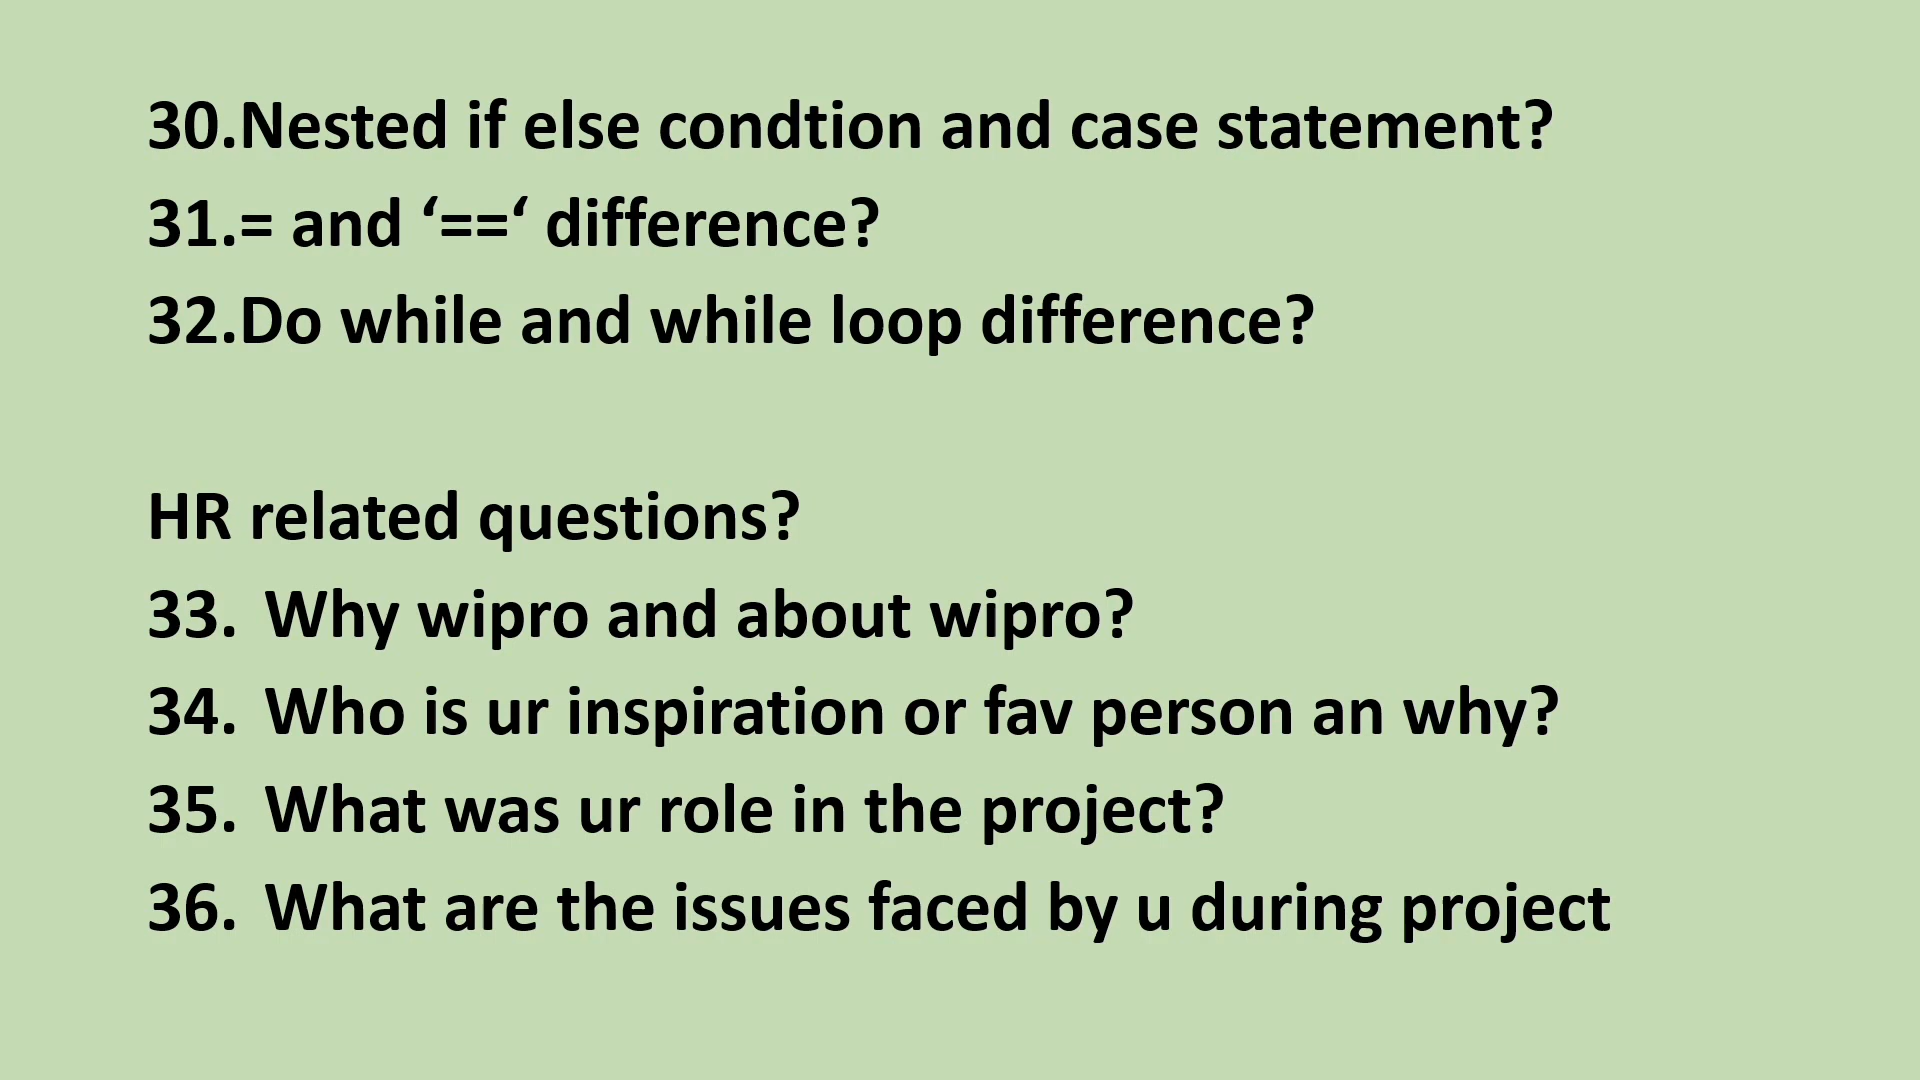 30.Nested if else condtion and case statement?
31.= and ‘==‘ difference?
32.Do while and while loop difference?
HR related questions?
33. Why wipro and about wipro?
34. Who is ur inspiration or fav person an why?
35. What was ur role in the project?
36. What are the issues faced by u during project